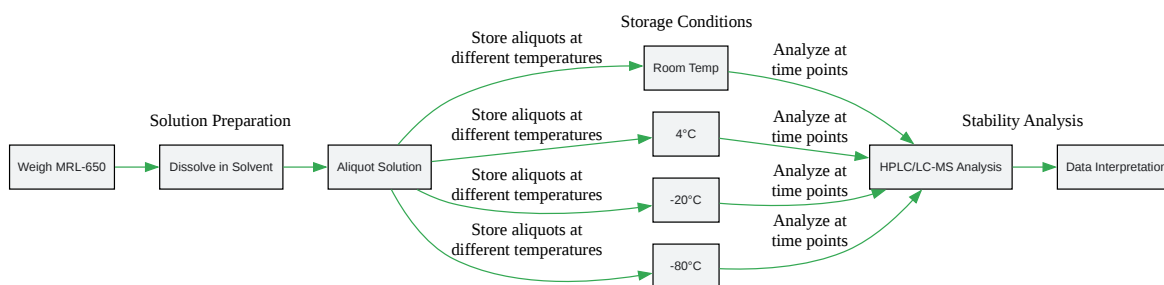 Storage Conditions
Store aliquots at
different temperatures
Room Temp
Analyze at
time points
Solution Preparation
Store aliquots at
different temperatures
4°C
Analyze at
time points
Stability Analysis
Weigh MRL-650
Dissolve in Solvent
Aliquot Solution
HPLC/LC-MS Analysis
Data Interpretation
Store aliquots at
different temperatures
-20°C
Analyze at
time points
Store aliquots at
different temperatures
-80°C
Analyze at
time points